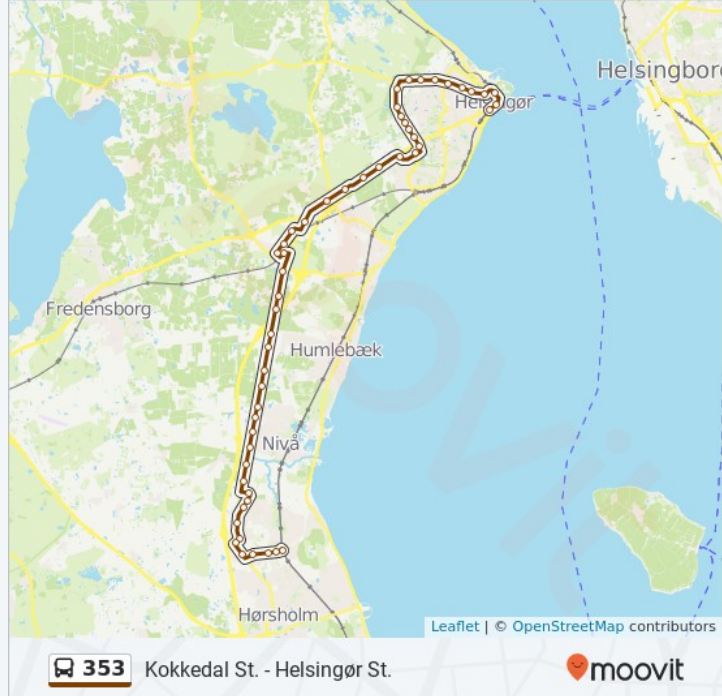 Helsingborg
Helsingør
Fredensborg
Humlebæk
Nivå
Hørsholm
Leaflet | © OpenStreetMap contributors
353 Kokkedal St. - Helsingør St.
moovit